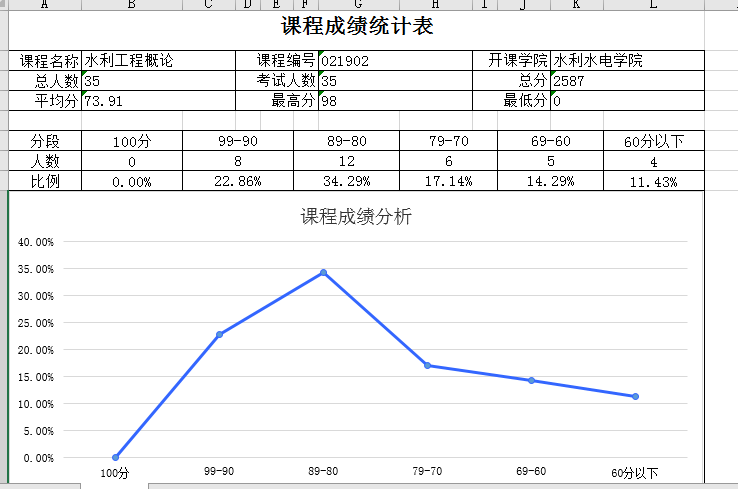 A B C D E F G H I J K L
课程成绩统计表
课程名称 水利工程概论 课程编号 021902 开课学院 水利水电学院
总人数 35 考试人数 35 总分 2587
平均分 73.91 最高分 98 最低分 0
分段 100分 99-90 89-80 79-70 69-60 60分以下
人数 0 8 12 6 5 4
比例 0.00% 22.86% 34.29% 17.14% 14.29% 11.43%
课程成绩分析
40.00%
35.00%
30.00%
25.00%
20.00%
15.00%
10.00%
5.00%
0.00%
100分 99-90 89-80 79-70 69-60 60分以下